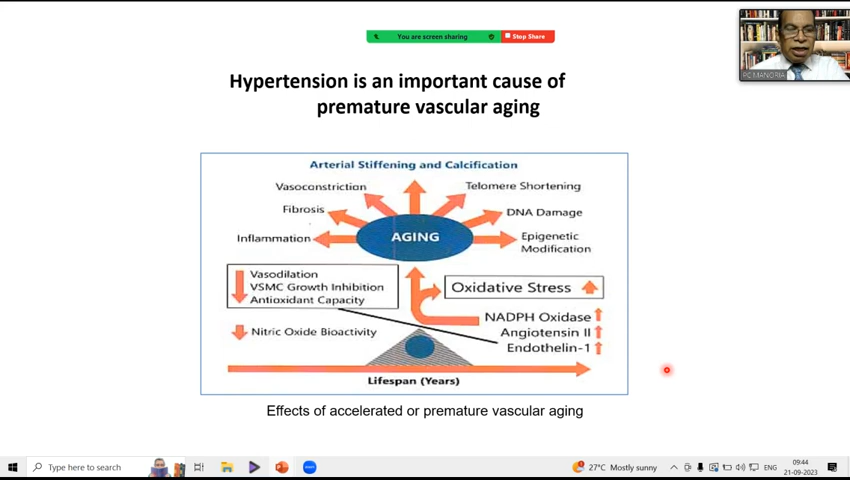 You are screen sharing
Stop Share
PC MANORIA
Hypertension is an important cause of
premature vascular aging
Arterial Stiffening and Calcification
Vasoconstriction
Telomere Shortening
Fibrosis
DNA Damage
Inflammation
AGING
Epigenetic
Modification
Vasodilation
VSMC Growth Inhibition
Antioxidant Capacity
Oxidative Stress
NADPH Oxidase
Nitric Oxide Bioactivity
Angiotensin II
Endothelin-1
Lifespan (Years)
Effects of accelerated or premature vascular aging
Type here to search
27°C Mostly sunny
ENG
09:44
21-09-2023